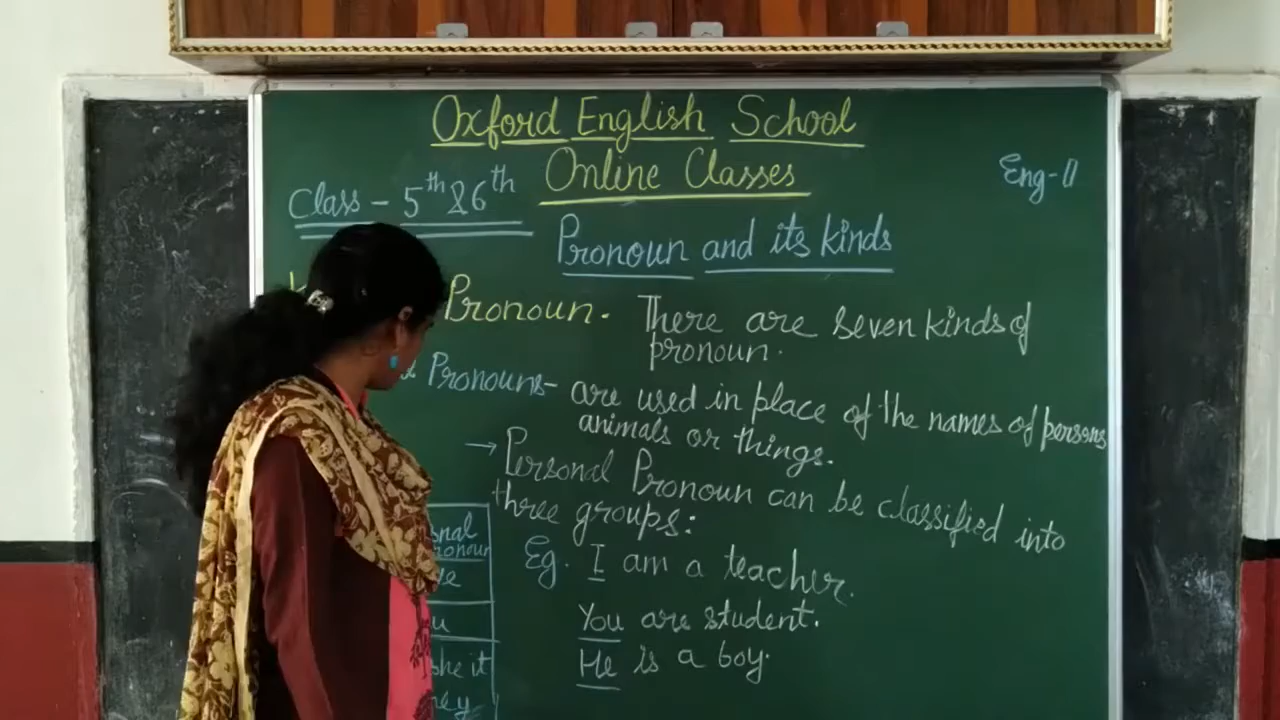 Oxford English School
Online Classes
Eng-II
Class - 5th & 6th
Pronoun and its kinds
Pronoun. There are seven kinds of
pronoun.
Pronouns- are used in place of the names of persons
animals or things.
→ Personal Pronoun can be classified into
three groups:
Eg. I am a teacher.
You are student.
He is a boy.
it